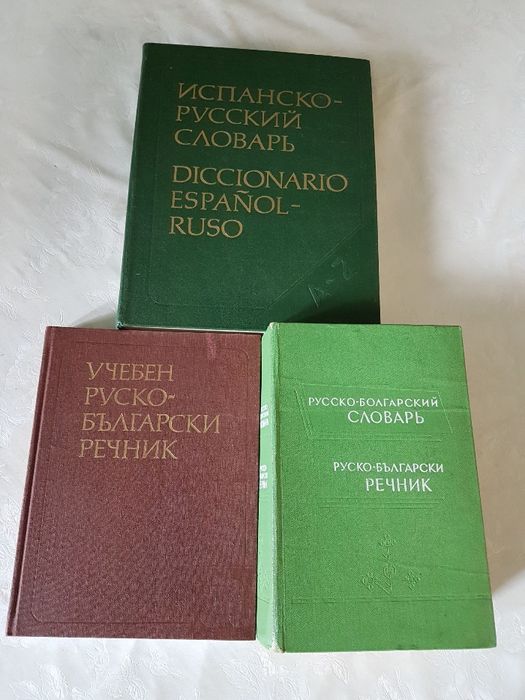 ИСПАНСКО-
РУССКИЙ
СЛОВАРЬ
DICCIONARIO
ESPAÑOL-
RUSO
A-Z
УЧЕБЕН
РУСКО-
БЪЛГАРСКИ
РЕЧНИК
РУССКО-БОЛГАРСКИЙ
СЛОВАРЬ
РУСКО-БЪЛГАРСКИ
РЕЧНИК